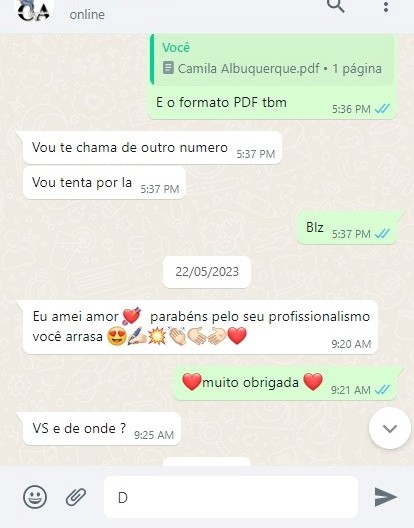 CA
online
Você
Camila Albuquerque.pdf • 1 página
E o formato PDF tbm 5:36 PM
Vou te chama de outro numero 5:37 PM
Vou tenta por la 5:37 PM
Blz 5:37 PM
22/05/2023
Eu amei amor 💘 parabéns pelo seu profissionalismo
você arrasa 😍✍🏻💥👏🏻🤝🏻❤️ 9:20 AM
❤️muito obrigada ❤️ 9:21 AM
VS e de onde ? 9:25 AM
D